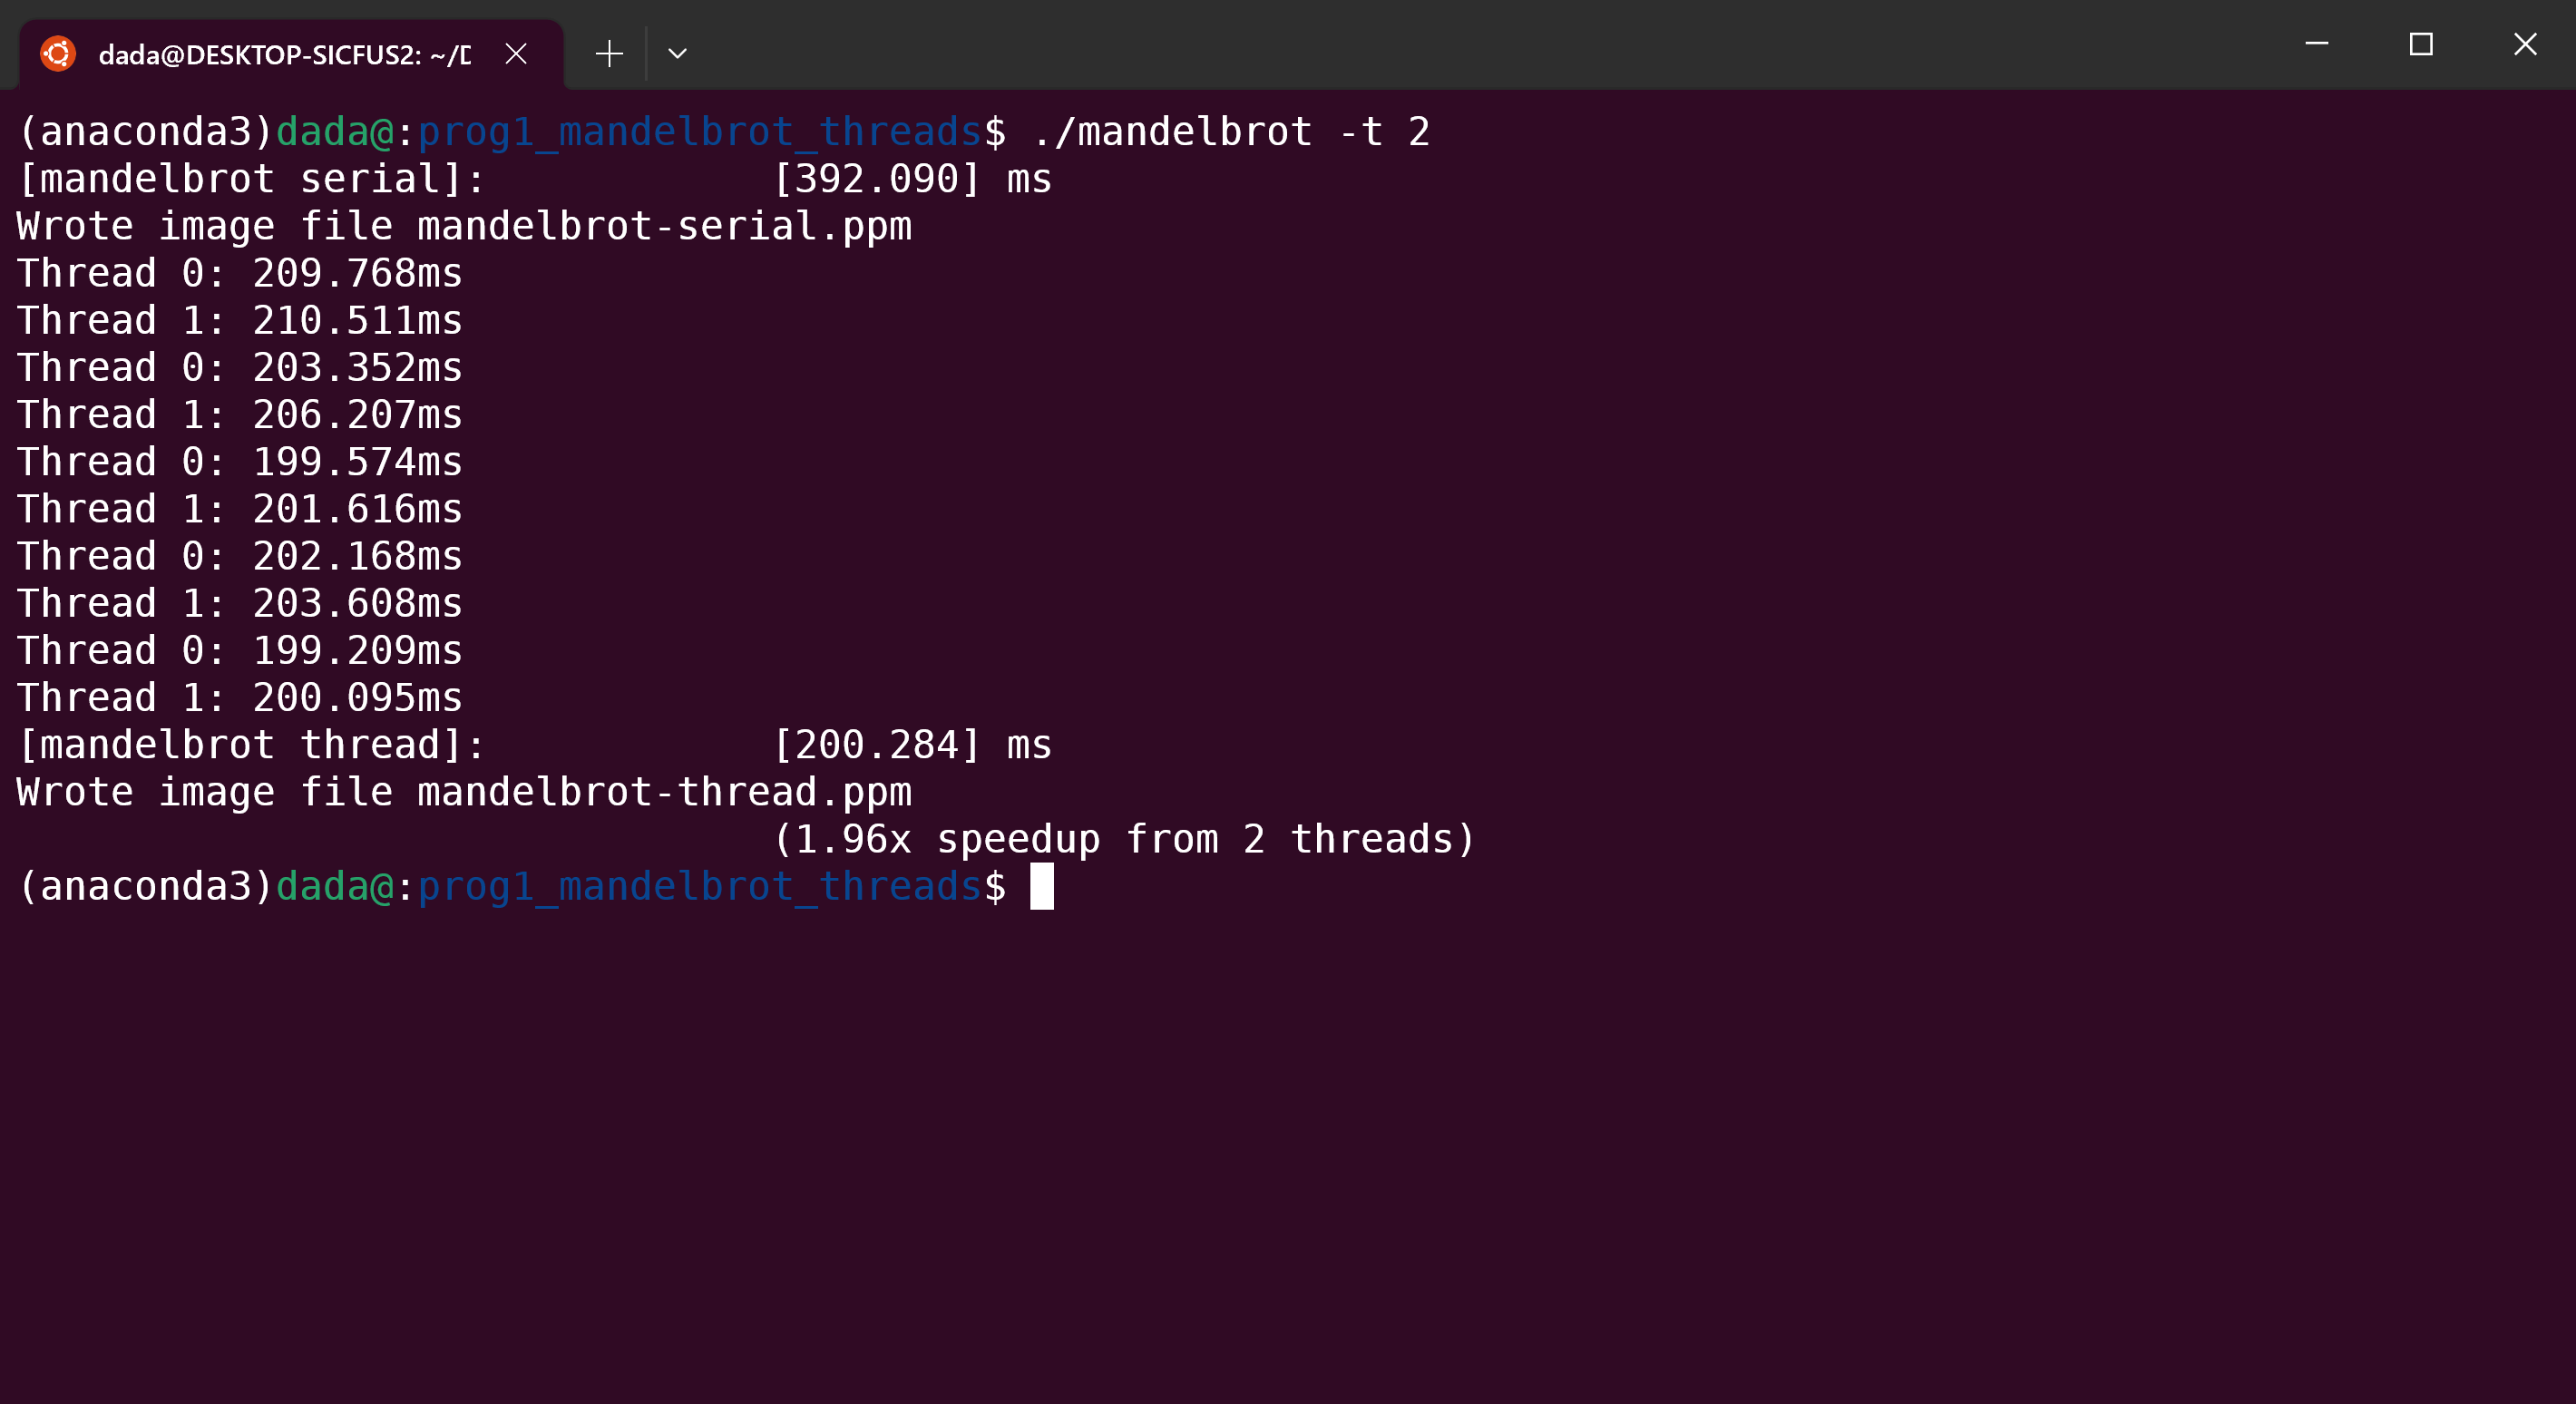 dada@DESKTOP-SICFUS2: ~/D
(anaconda3)dada@:prog1_mandelbrot_threads$ ./mandelbrot -t 2
[mandelbrot serial]:            [392.090] ms
Wrote image file mandelbrot-serial.ppm
Thread 0: 209.768ms
Thread 1: 210.511ms
Thread 0: 203.352ms
Thread 1: 206.207ms
Thread 0: 199.574ms
Thread 1: 201.616ms
Thread 0: 202.168ms
Thread 1: 203.608ms
Thread 0: 199.209ms
Thread 1: 200.095ms
[mandelbrot thread]:            [200.284] ms
Wrote image file mandelbrot-thread.ppm
                                (1.96x speedup from 2 threads)
(anaconda3)dada@:prog1_mandelbrot_threads$